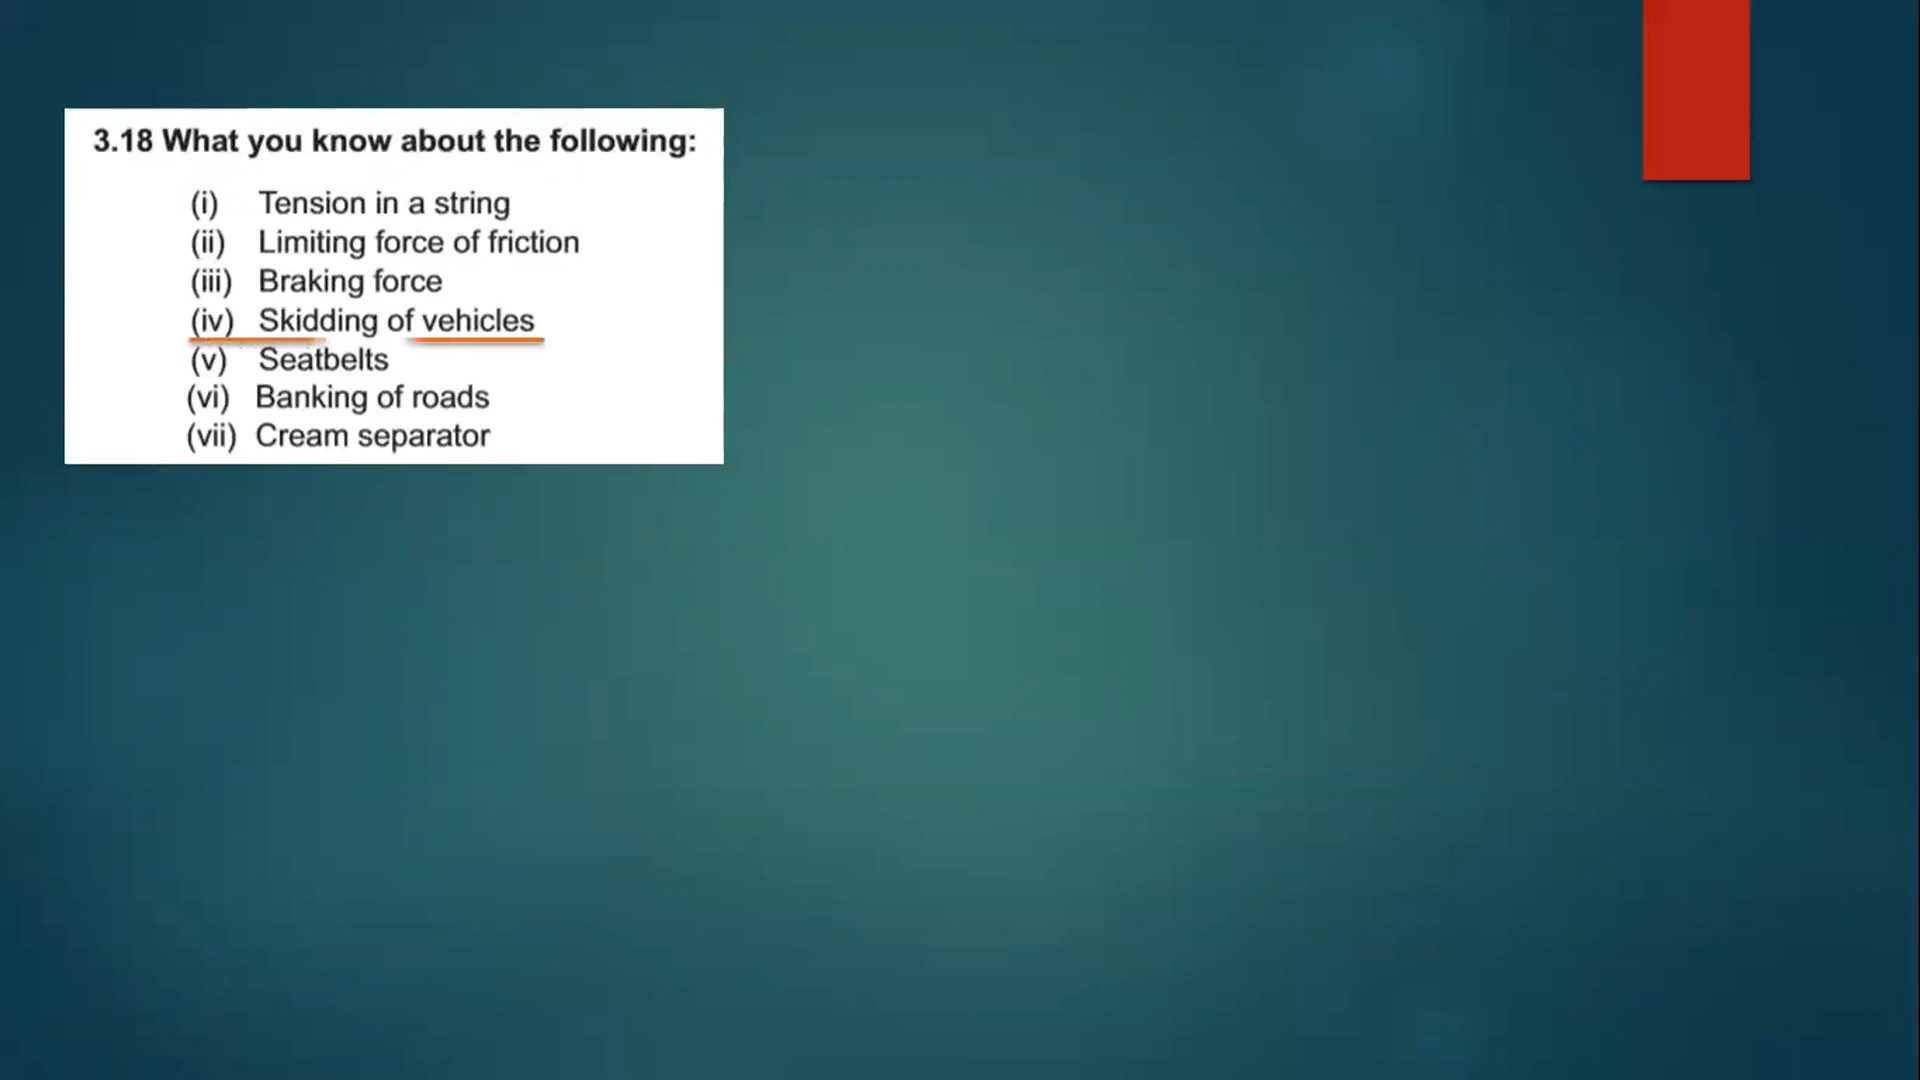 3.18 What you know about the following:
(i) Tension in a string
(ii) Limiting force of friction
(iii) Braking force
(iv) Skidding of vehicles
(v) Seatbelts
(vi) Banking of roads
(vii) Cream separator